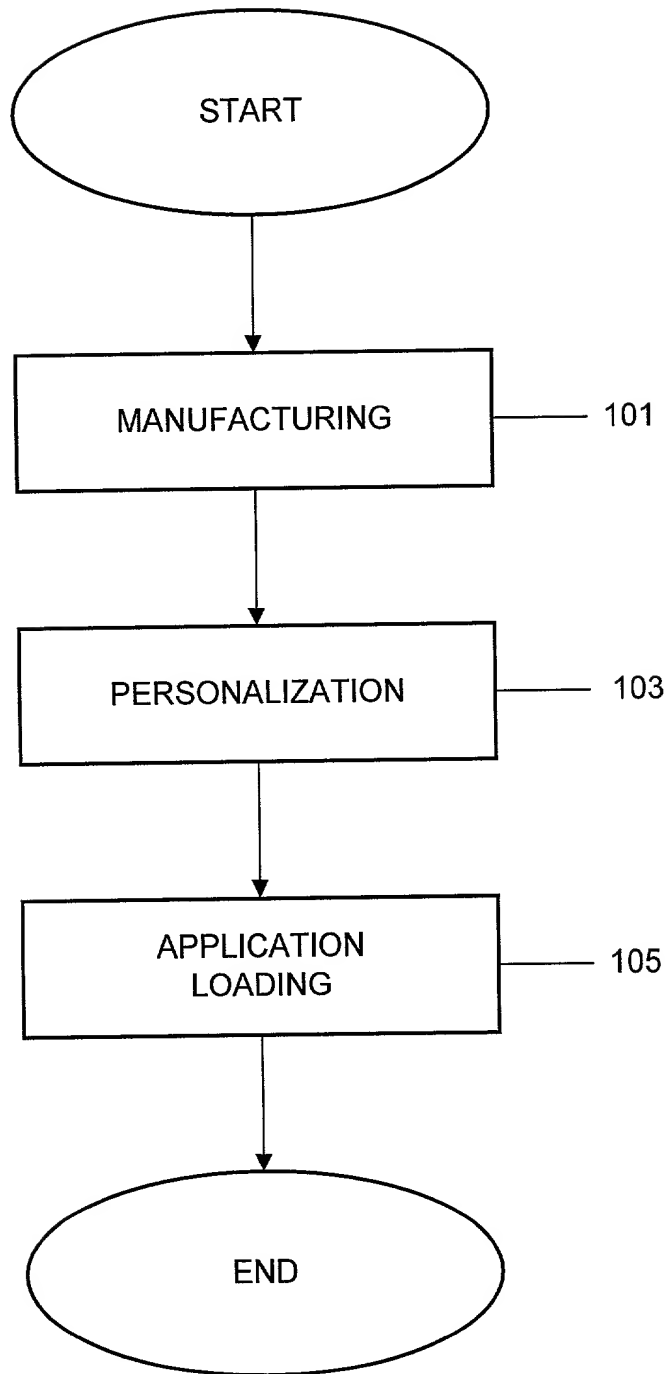 START
MANUFACTURING
101
PERSONALIZATION
103
APPLICATION
LOADING
105
END